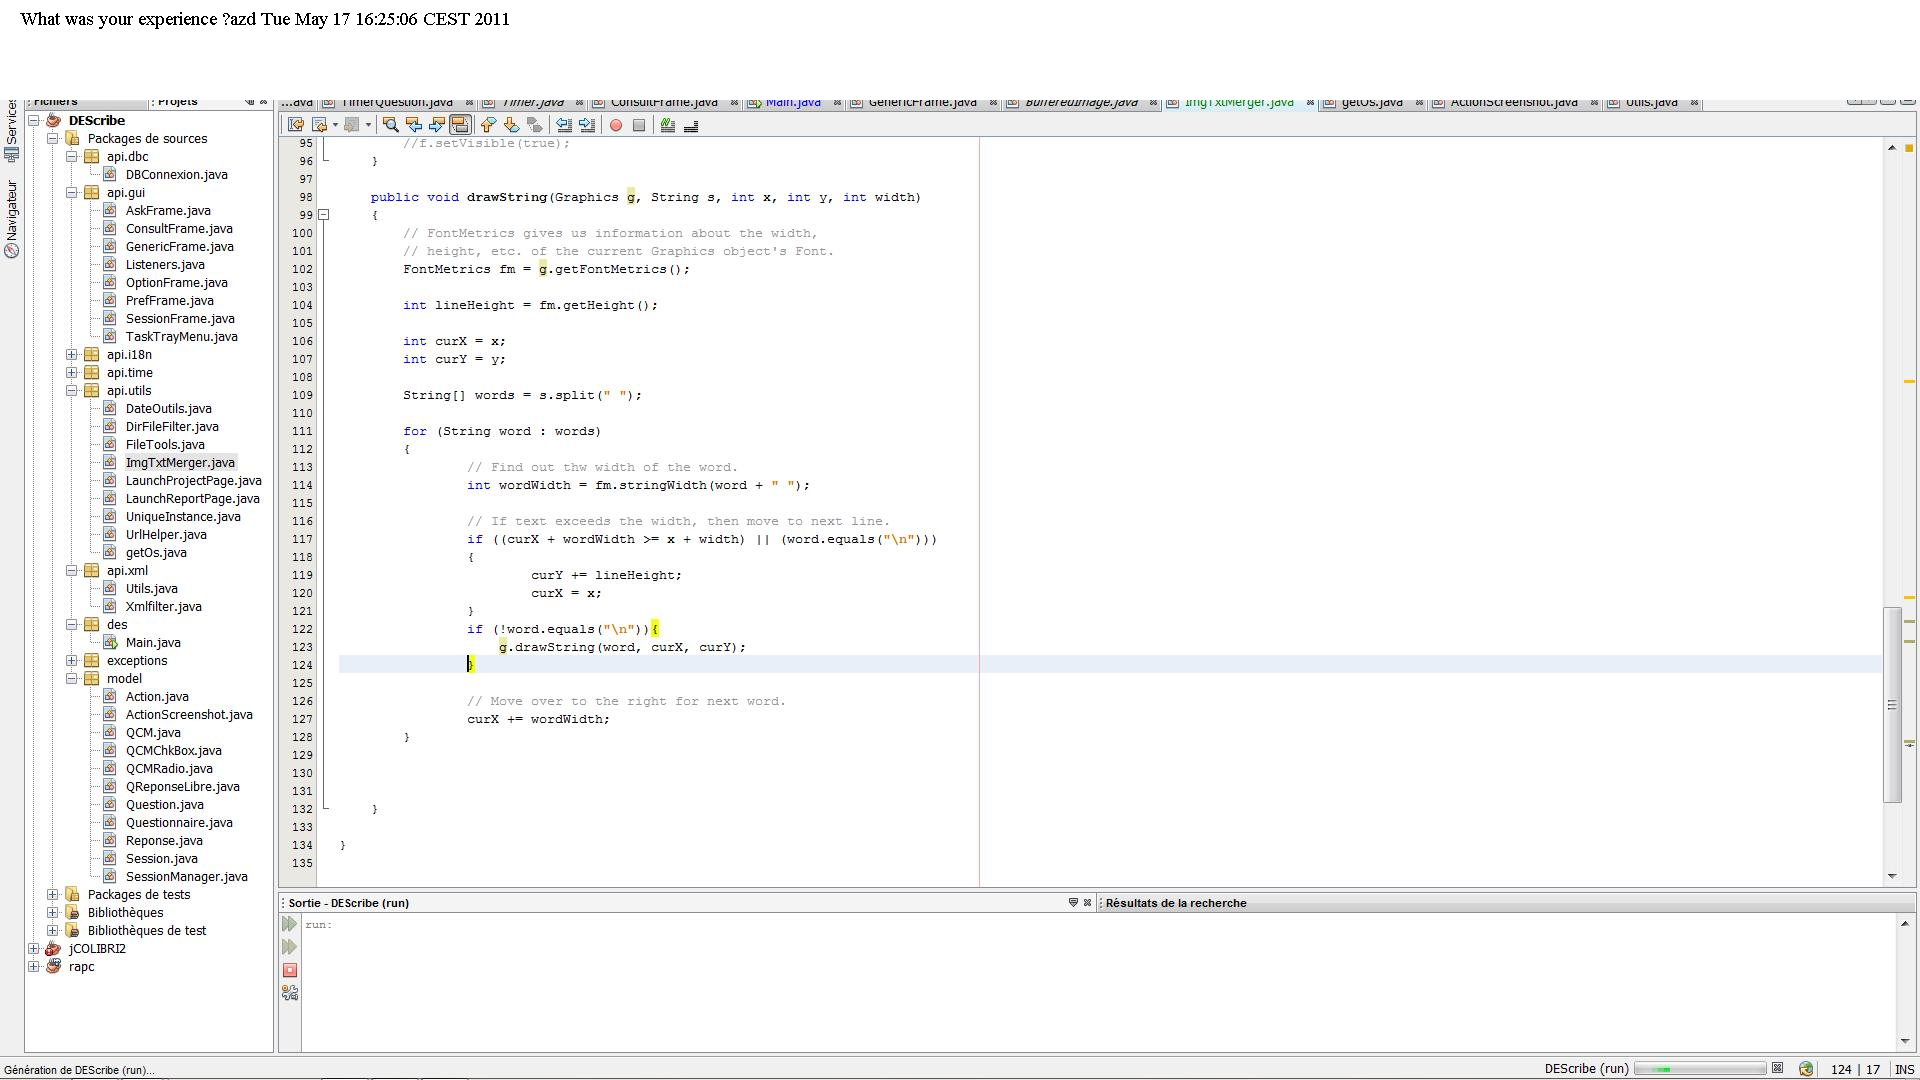 What was your experience ?azd Tue May 17 16:25:06 CEST 2011
Fichiers
Projets
...ava
TimerQuestion.java
Timer.java
ConsultFrame.java
Main.java
GenericFrame.java
BufferedImage.java
ImgTxtMerger.java
getOs.java
ActionScreenshot.java
Utils.java
Services
Navigateur
DEScribe
Packages de sources
api.dbc
DBConnexion.java
api.gui
AskFrame.java
ConsultFrame.java
GenericFrame.java
Listeners.java
OptionFrame.java
PrefFrame.java
SessionFrame.java
TaskTrayMenu.java
api.i18n
api.time
api.utils
DateOutils.java
DirFileFilter.java
FileTools.java
ImgTxtMerger.java
LaunchProjectPage.java
LaunchReportPage.java
UniqueInstance.java
UrlHelper.java
getOs.java
api.xml
Utils.java
Xmlfilter.java
des
Main.java
exceptions
model
Action.java
ActionScreenshot.java
QCM.java
QCMChkBox.java
QCMRadio.java
QReponseLibre.java
Question.java
Questionnaire.java
Reponse.java
Session.java
SessionManager.java
Packages de tests
Bibliothèques
Bibliothèques de test
jCOLIBRI2
rapc
95 //f.setVisible(true);
96 }
97
98 public void drawString(Graphics g, String s, int x, int y, int width)
99 {
100 // FontMetrics gives us information about the width,
101 // height, etc. of the current Graphics object's Font.
102 FontMetrics fm = g.getFontMetrics();
103
104 int lineHeight = fm.getHeight();
105
106 int curX = x;
107 int curY = y;
108
109 String[] words = s.split(" ");
110
111 for (String word : words)
112 {
113 // Find out thw width of the word.
114 int wordWidth = fm.stringWidth(word + " ");
115
116 // If text exceeds the width, then move to next line.
117 if ((curX + wordWidth >= x + width) || (word.equals("\n")))
118 {
119 curY += lineHeight;
120 curX = x;
121 }
122 if (!word.equals("\n")){
123 g.drawString(word, curX, curY);
124 }
125
126 // Move over to the right for next word.
127 curX += wordWidth;
128 }
129
130
131
132 }
133
134 }
135
Sortie - DEScribe (run)
Résultats de la recherche
run:
Génération de DEScribe (run)...
DEScribe (run)
124 | 17
INS